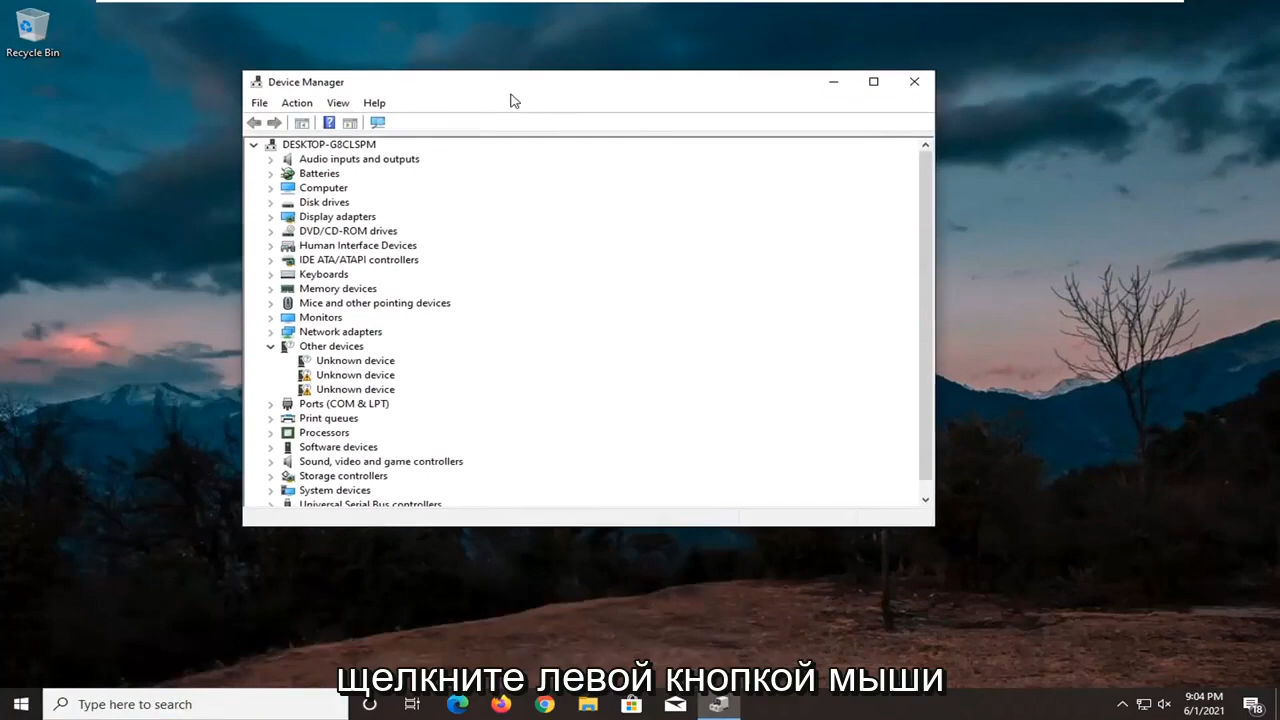 Recycle Bin
Device Manager
File Action View Help
DESKTOP-G8CLSPM
Audio inputs and outputs
Batteries
Computer
Disk drives
Display adapters
DVD/CD-ROM drives
Human Interface Devices
IDE ATA/ATAPI controllers
Keyboards
Memory devices
Mice and other pointing devices
Monitors
Network adapters
Other devices
Unknown device
Unknown device
Unknown device
Ports (COM & LPT)
Print queues
Processors
Software devices
Sound, video and game controllers
Storage controllers
System devices
Universal Serial Bus controllers
щелкните левой кнопкой мыши
Type here to search
9:04 PM
6/1/2021
18